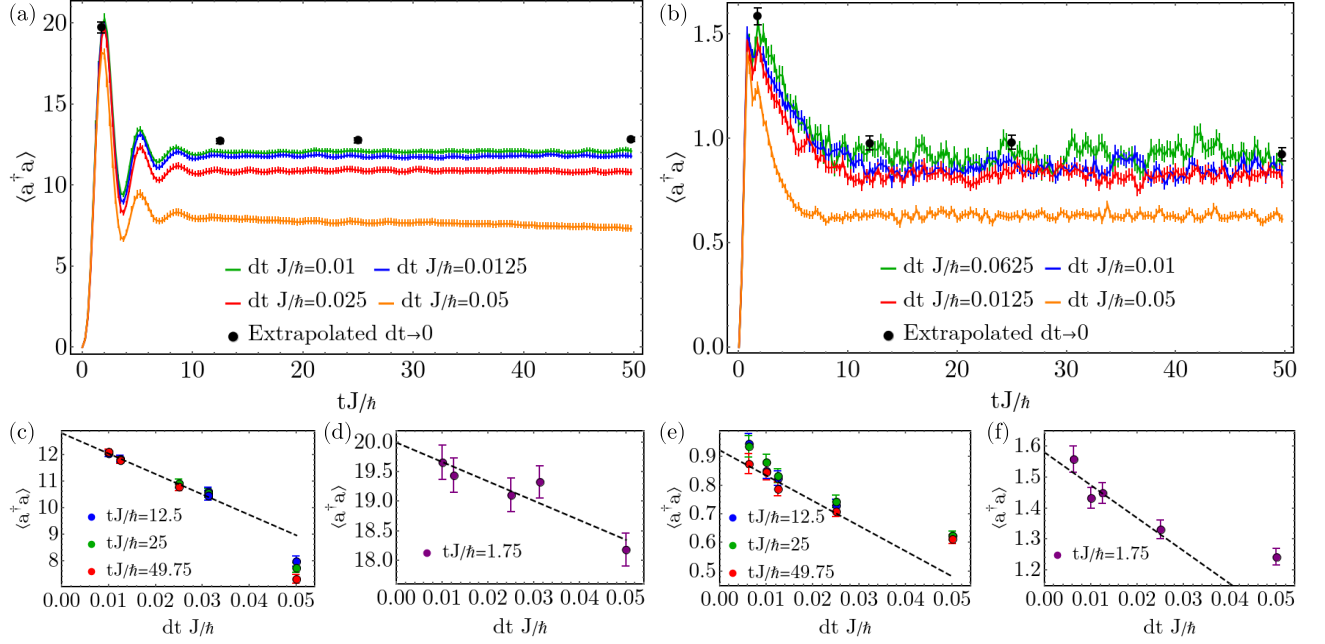 (a)
20
15
10
5
0
⟨a†a⟩
0 10 20 30 40 50
tJ/ℏ
dt J/ℏ=0.01 dt J/ℏ=0.0125
dt J/ℏ=0.025 dt J/ℏ=0.05
Extrapolated dt→0
(b)
1.5
1.0
0.5
0.0
⟨a†a⟩
0 10 20 30 40 50
tJ/ℏ
dt J/ℏ=0.0625 dt J/ℏ=0.01
dt J/ℏ=0.0125 dt J/ℏ=0.05
Extrapolated dt→0
(c)
12
11
10
9
8
⟨a†a⟩
tJ/ℏ=12.5
tJ/ℏ=25
tJ/ℏ=49.75
0.00 0.01 0.02 0.03 0.04 0.05
dt J/ℏ
(d)
20.0
19.5
19.0
18.5
18.0
⟨a†a⟩
tJ/ℏ=1.75
0.00 0.01 0.02 0.03 0.04 0.05
dt J/ℏ
(e)
0.9
0.8
0.7
0.6
0.5
⟨a†a⟩
tJ/ℏ=12.5
tJ/ℏ=25
tJ/ℏ=49.75
0.00 0.01 0.02 0.03 0.04 0.05
dt J/ℏ
(f)
1.6
1.5
1.4
1.3
1.2
⟨a†a⟩
tJ/ℏ=1.75
0.00 0.01 0.02 0.03 0.04 0.05
dt J/ℏ